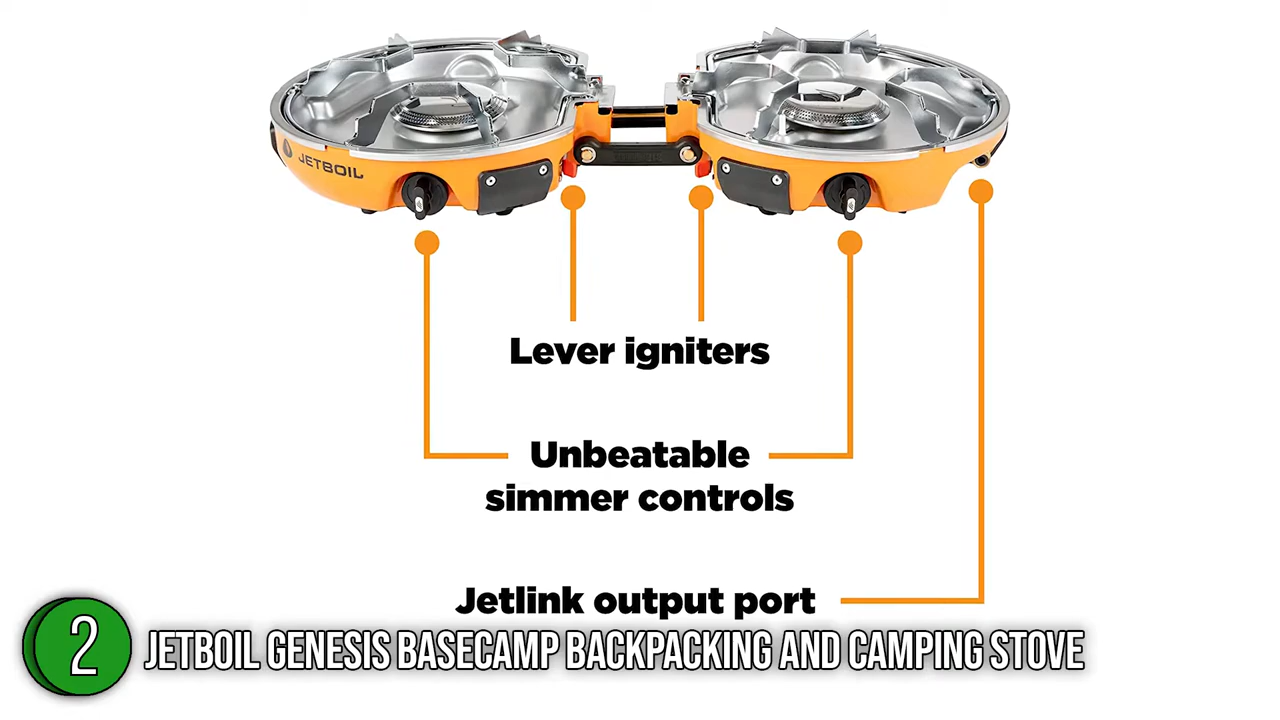 JETBOIL
Lever igniters
Unbeatable
simmer controls
Jetlink output port
2 JETBOIL GENESIS BASECAMP BACKPACKING AND CAMPING STOVE